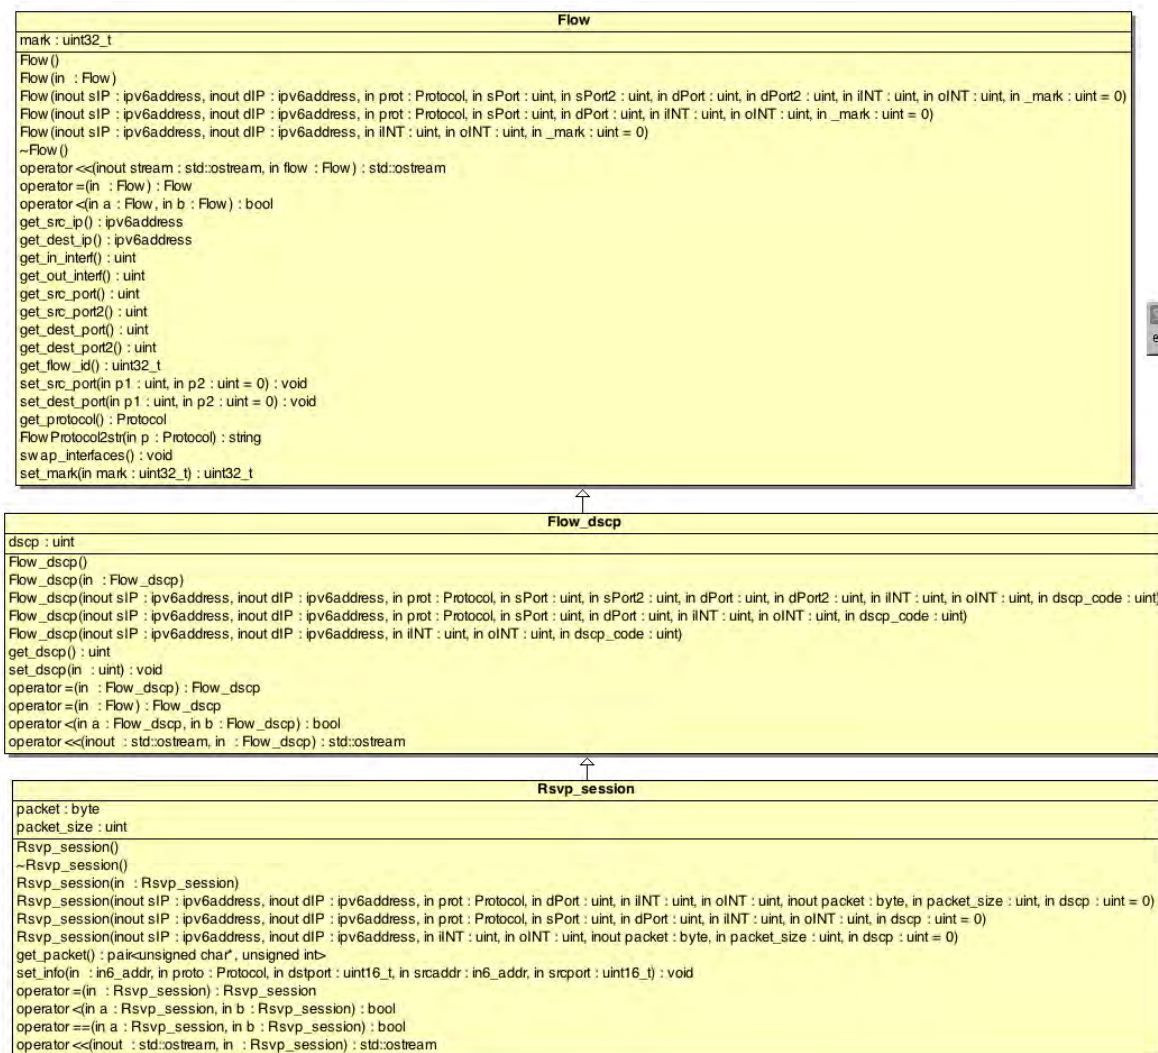 Flow
mark : uint32_t
Flow()
Flow(in : Flow)
Flow(inout sIP : ipv6address, inout dIP : ipv6address, in prot : Protocol, in sPort : uint, in sPort2 : uint, in dPort : uint, in dPort2 : uint, in iINT : uint, in oINT : uint, in _mark : uint = 0)
Flow(inout sIP : ipv6address, inout dIP : ipv6address, in prot : Protocol, in sPort : uint, in dPort : uint, in iINT : uint, in oINT : uint, in _mark : uint = 0)
Flow(inout sIP : ipv6address, inout dIP : ipv6address, in iINT : uint, in oINT : uint, in _mark : uint = 0)
~Flow()
operator <<(inout stream : std::ostream, in flow : Flow) : std::ostream
operator =(in : Flow) : Flow
operator <(in a : Flow, in b : Flow) : bool
get_src_ip() : ipv6address
get_dest_ip() : ipv6address
get_in_interf() : uint
get_out_interf() : uint
get_src_port() : uint
get_src_port2() : uint
get_dest_port() : uint
get_dest_port2() : uint
get_flow_id() : uint32_t
set_src_port(in p1 : uint, in p2 : uint = 0) : void
set_dest_port(in p1 : uint, in p2 : uint = 0) : void
get_protocol() : Protocol
FlowProtocol2str(in p : Protocol) : string
swap_interfaces() : void
set_mark(in mark : uint32_t) : uint32_t
Flow_dscp
dscp : uint
Flow_dscp()
Flow_dscp(in : Flow_dscp)
Flow_dscp(inout sIP : ipv6address, inout dIP : ipv6address, in prot : Protocol, in sPort : uint, in sPort2 : uint, in dPort : uint, in dPort2 : uint, in iINT : uint, in oINT : uint, in dscp_code : uint)
Flow_dscp(inout sIP : ipv6address, inout dIP : ipv6address, in prot : Protocol, in sPort : uint, in dPort : uint, in iINT : uint, in oINT : uint, in dscp_code : uint)
Flow_dscp(inout sIP : ipv6address, inout dIP : ipv6address, in iINT : uint, in oINT : uint, in dscp_code : uint)
get_dscp() : uint
set_dscp(in : uint) : void
operator =(in : Flow_dscp) : Flow_dscp
operator =(in : Flow) : Flow_dscp
operator <(in a : Flow_dscp, in b : Flow_dscp) : bool
operator <<(inout : std::ostream, in : Flow_dscp) : std::ostream
Rsvp_session
packet : byte
packet_size : uint
Rsvp_session()
~Rsvp_session()
Rsvp_session(in : Rsvp_session)
Rsvp_session(inout sIP : ipv6address, inout dIP : ipv6address, in prot : Protocol, in dPort : uint, in iINT : uint, in oINT : uint, inout packet : byte, in packet_size : uint, in dscp : uint = 0)
Rsvp_session(inout sIP : ipv6address, inout dIP : ipv6address, in prot : Protocol, in sPort : uint, in dPort : uint, in iINT : uint, in oINT : uint, in dscp : uint = 0)
Rsvp_session(inout sIP : ipv6address, inout dIP : ipv6address, in iINT : uint, in oINT : uint, inout packet : byte, in packet_size : uint, in dscp : uint = 0)
get_packet() : pair<unsigned char*, unsigned int>
set_info(in : in6_addr, in proto : Protocol, in dstport : uint16_t, in srcaddr : in6_addr, in srcport : uint16_t) : void
operator =(in : Rsvp_session) : Rsvp_session
operator <(in a : Rsvp_session, in b : Rsvp_session) : bool
operator ==(in a : Rsvp_session, in b : Rsvp_session) : bool
operator <<(inout : std::ostream, in : Rsvp_session) : std::ostream